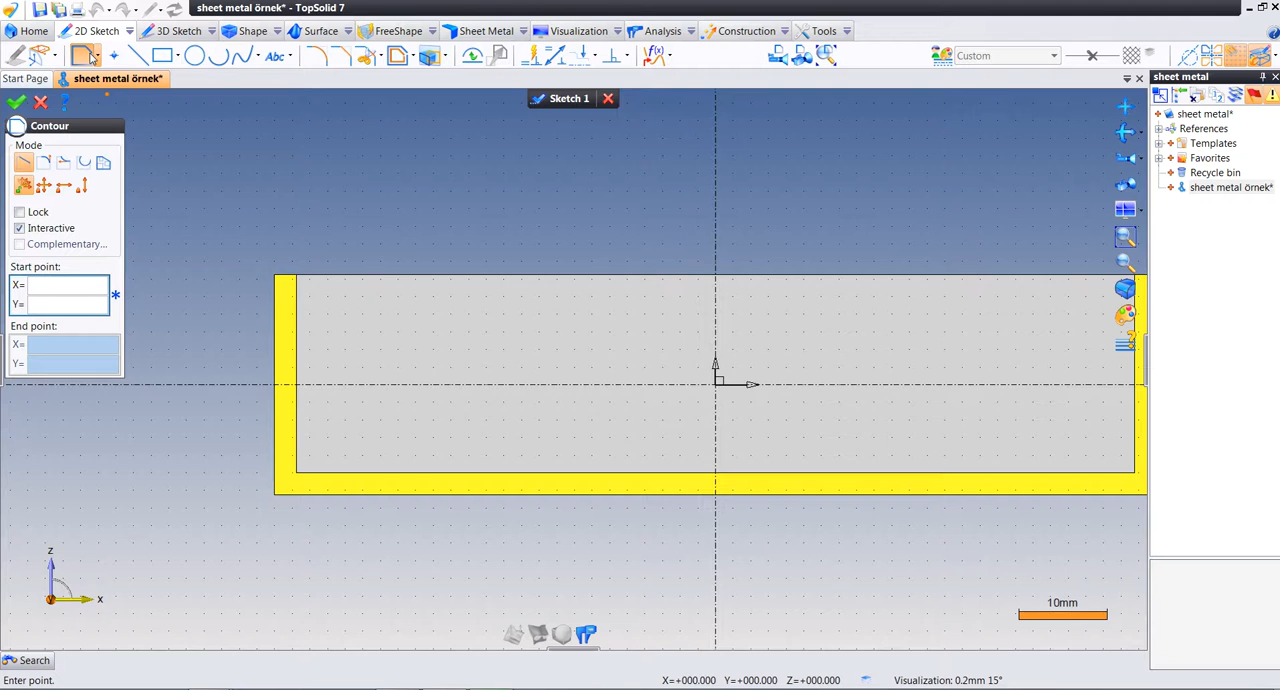 sheet metal örnek* - TopSolid 7
Home
2D Sketch
3D Sketch
Shape
Surface
FreeShape
Sheet Metal
Visualization
Analysis
Construction
Tools
Abc
f(x)
Custom
Start Page
sheet metal örnek*
Sketch 1
sheet metal
Contour
Mode
Lock
Interactive
Complementary...
Start point:
X=
Y=
End point:
X=
Y=
sheet metal*
References
Templates
Favorites
Recycle bin
sheet metal örnek*
z
x
10mm
Search
Enter point.
X=+000.000 Y=+000.000 Z=+000.000
Visualization: 0.2mm 15°